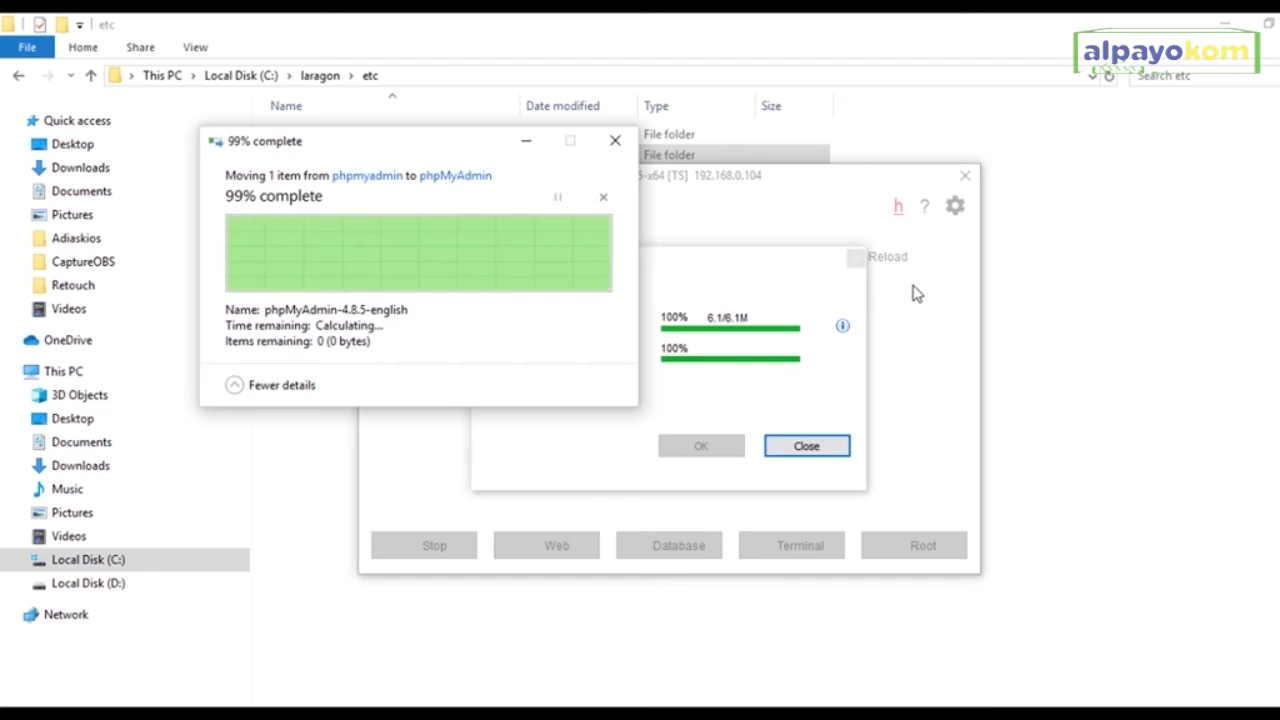 etc
alpayokom
File Home Share View
This PC Local Disk (C:) laragon etc
Search etc
Name Date modified Type Size
Quick access
Desktop
Downloads
Documents
Pictures
Adiaskios
CaptureOBS
Retouch
Videos
OneDrive
This PC
3D Objects
Desktop
Documents
Downloads
Music
Pictures
Videos
Local Disk (C:)
Local Disk (D:)
Network
File folder
File folder
99% complete
Moving 1 item from phpmyadmin to phpMyAdmin
99% complete
Name: phpMyAdmin-4.8.5-english
Time remaining: Calculating...
Items remaining: 0 (0 bytes)
Fewer details
5-x64 [TS] 192.168.0.104
h ?
Reload
100% 6.1/6.1M
100%
OK Close
Stop Web Database Terminal Root